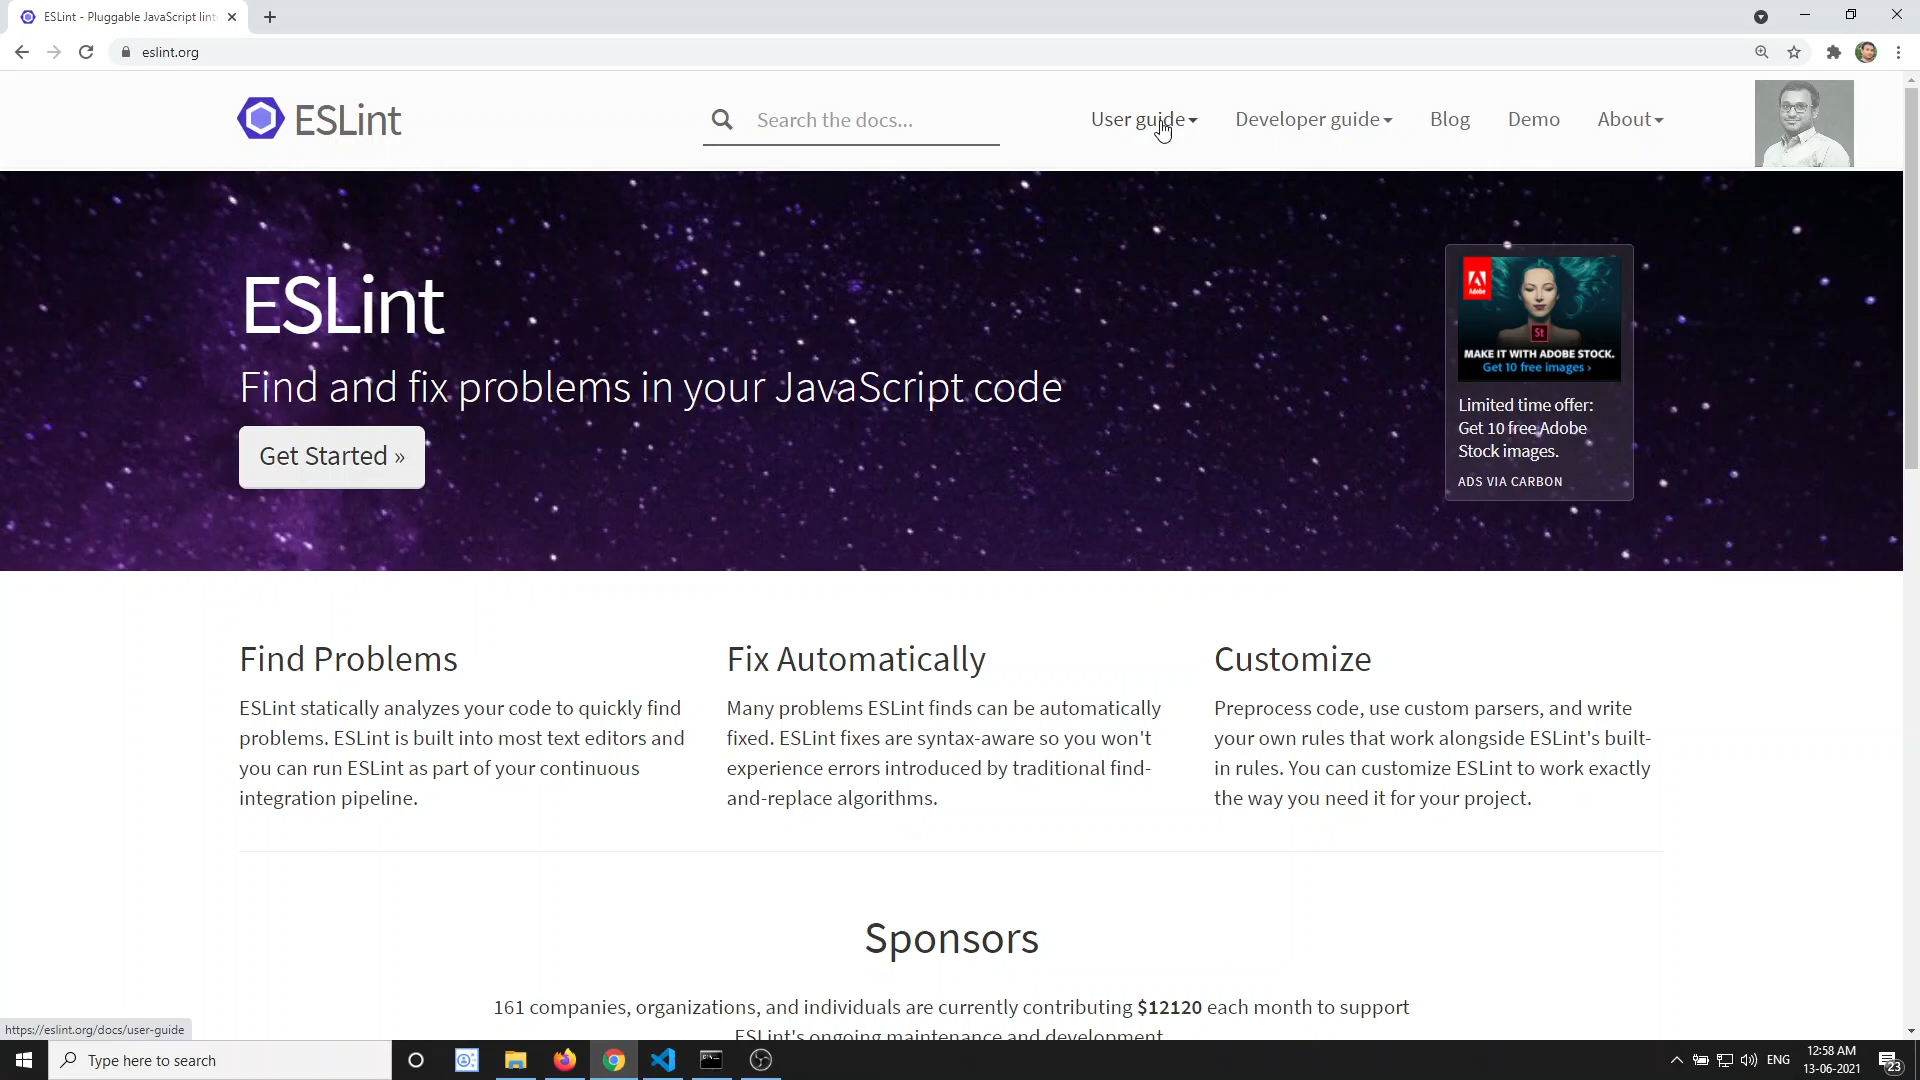 ESLint - Pluggable JavaScript lint
eslint.org
ESLint
Search the docs...
User guide
Developer guide
Blog
Demo
About
ESLint
Find and fix problems in your JavaScript code
Get Started »
Adobe
St
MAKE IT WITH ADOBE STOCK.
Get 10 free images ›
Limited time offer:
Get 10 free Adobe
Stock images.
ADS VIA CARBON
Find Problems
ESLint statically analyzes your code to quickly find
problems. ESLint is built into most text editors and
you can run ESLint as part of your continuous
integration pipeline.
Fix Automatically
Many problems ESLint finds can be automatically
fixed. ESLint fixes are syntax-aware so you won't
experience errors introduced by traditional find-
and-replace algorithms.
Customize
Preprocess code, use custom parsers, and write
your own rules that work alongside ESLint's built-
in rules. You can customize ESLint to work exactly
the way you need it for your project.
Sponsors
161 companies, organizations, and individuals are currently contributing $12120 each month to support
ESLint's ongoing maintenance and development.
https://eslint.org/docs/user-guide
Type here to search
ENG
12:58 AM
13-06-2021
23